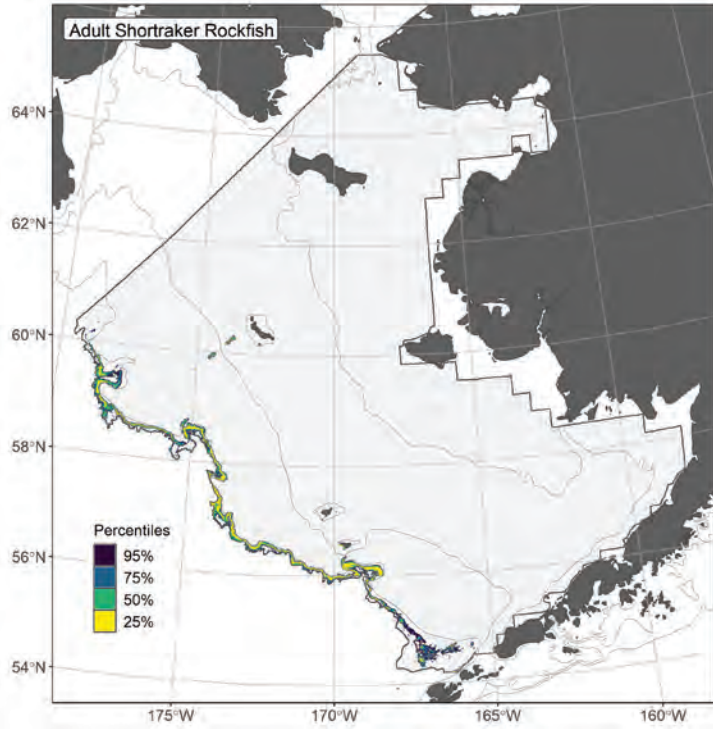 Adult Shortraker Rockfish
64°N
62°N
60°N
58°N
56°N
54°N
Percentiles
95%
75%
50%
25%
175°W
170°W
165°W
160°W